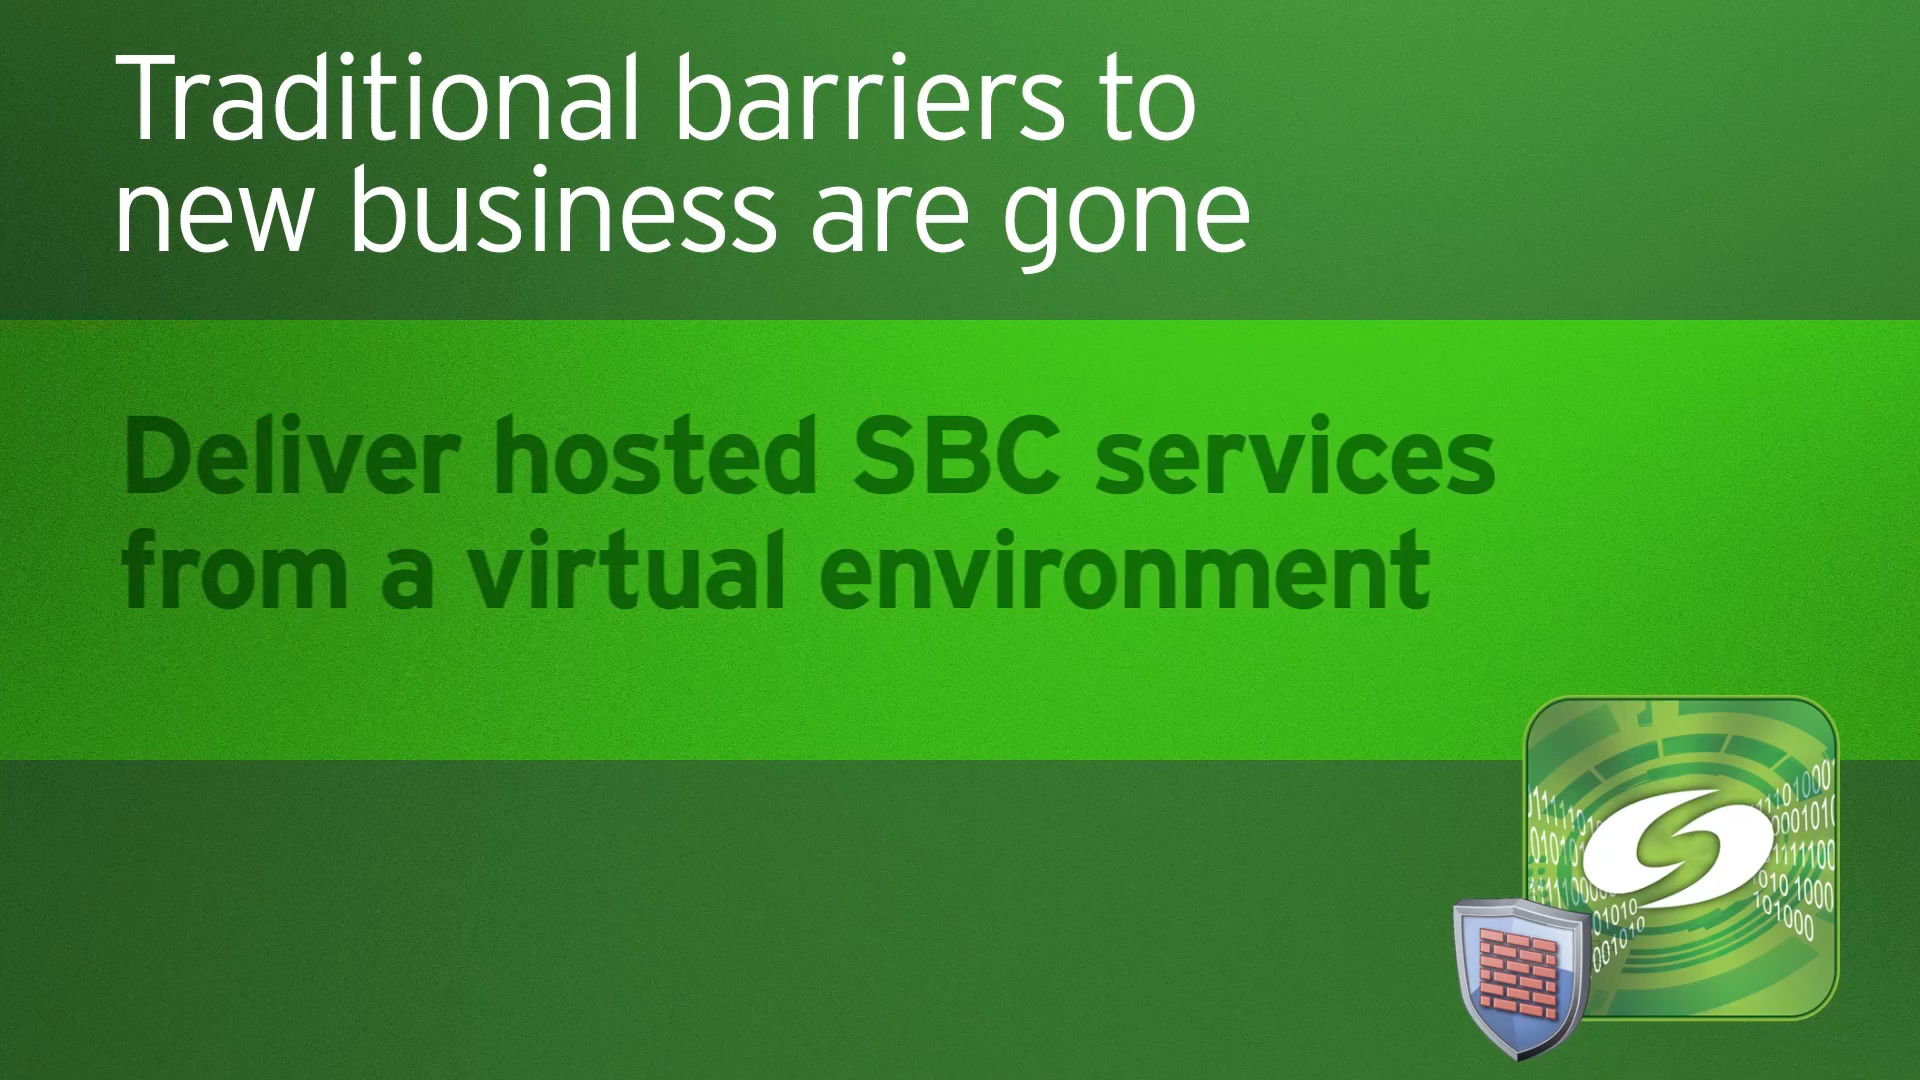 Traditional barriers to
new business are gone
Deliver hosted SBC services
from a virtual environment